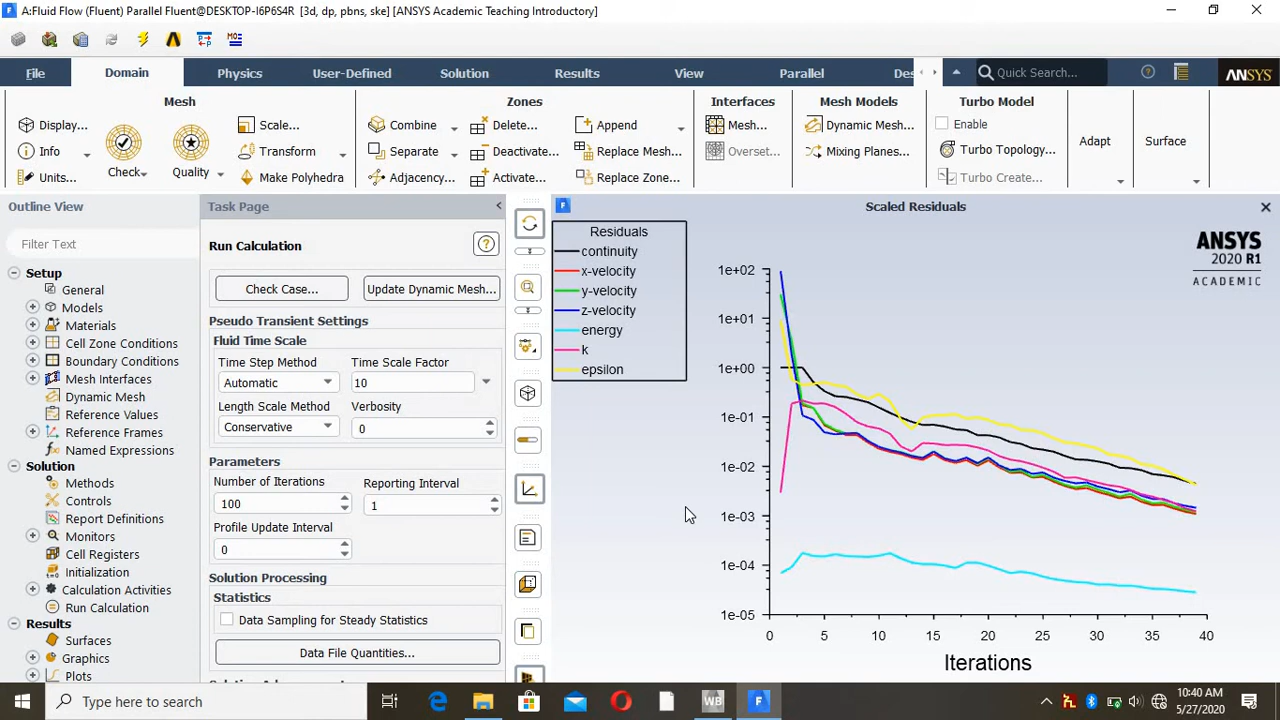 A:Fluid Flow (Fluent) Parallel Fluent@DESKTOP-I6P6S4R [3d, dp, pbns, ske] [ANSYS Academic Teaching Introductory]
File Domain Physics User-Defined Solution Results View Parallel De Quick Search... ANSYS
Mesh Zones Interfaces Mesh Models Turbo Model
Display... Scale... Combine Delete... Append Mesh... Dynamic Mesh... Enable
Info Check Quality Transform Separate Deactivate... Replace Mesh... Overset... Mixing Planes... Turbo Topology... Adapt Surface
Units... Make Polyhedra Adjacency... Activate... Replace Zone... Turbo Create...
Outline View
Filter Text
Setup
General
Models
Materials
Cell Zone Conditions
Boundary Conditions
Mesh Interfaces
Dynamic Mesh
Reference Values
Reference Frames
Named Expressions
Solution
Methods
Controls
Report Definitions
Monitors
Cell Registers
Initialization
Calculation Activities
Run Calculation
Results
Surfaces
Graphics
Plots
Task Page
Run Calculation
Check Case... Update Dynamic Mesh...
Pseudo Transient Settings
Fluid Time Scale
Time Step Method Time Scale Factor
Automatic 10
Length Scale Method Verbosity
Conservative 0
Parameters
Number of Iterations Reporting Interval
100 1
Profile Update Interval
0
Solution Processing
Statistics
Data Sampling for Steady Statistics
Data File Quantities...
Scaled Residuals
Residuals
continuity
x-velocity
y-velocity
z-velocity
energy
k
epsilon
ANSYS
2020 R1
ACADEMIC
1e+02
1e+01
1e+00
1e-01
1e-02
1e-03
1e-04
1e-05
0 5 10 15 20 25 30 35 40
Iterations
Type here to search
WB
10:40 AM
5/27/2020